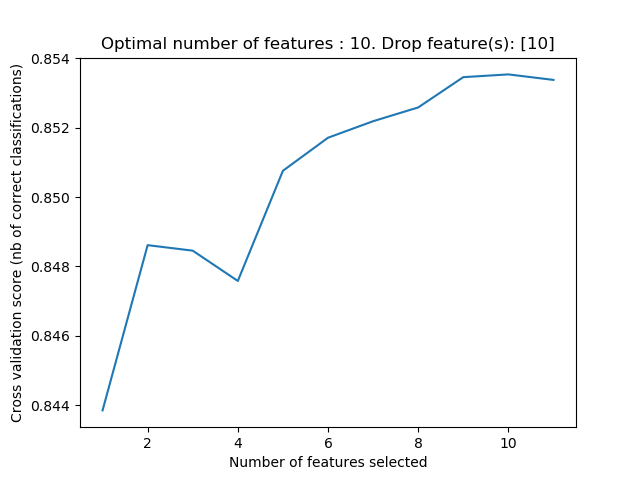 Optimal number of features : 10. Drop feature(s): [10]
Cross validation score (nb of correct classifications)
0.854
0.852
0.850
0.848
0.846
0.844
2 4 6 8 10
Number of features selected